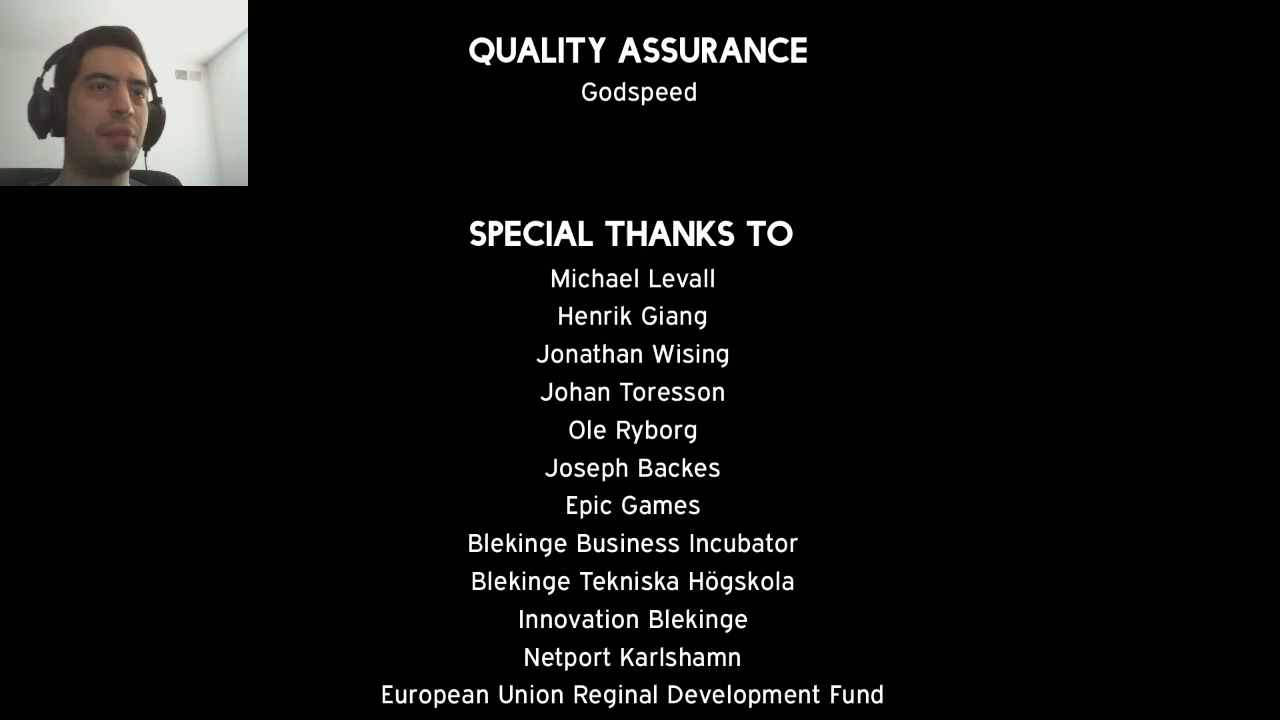 QUALITY ASSURANCE
Godspeed
SPECIAL THANKS TO
Michael Levall
Henrik Giang
Jonathan Wising
Johan Toresson
Ole Ryborg
Joseph Backes
Epic Games
Blekinge Business Incubator
Blekinge Tekniska Högskola
Innovation Blekinge
Netport Karlshamn
European Union Reginal Development Fund